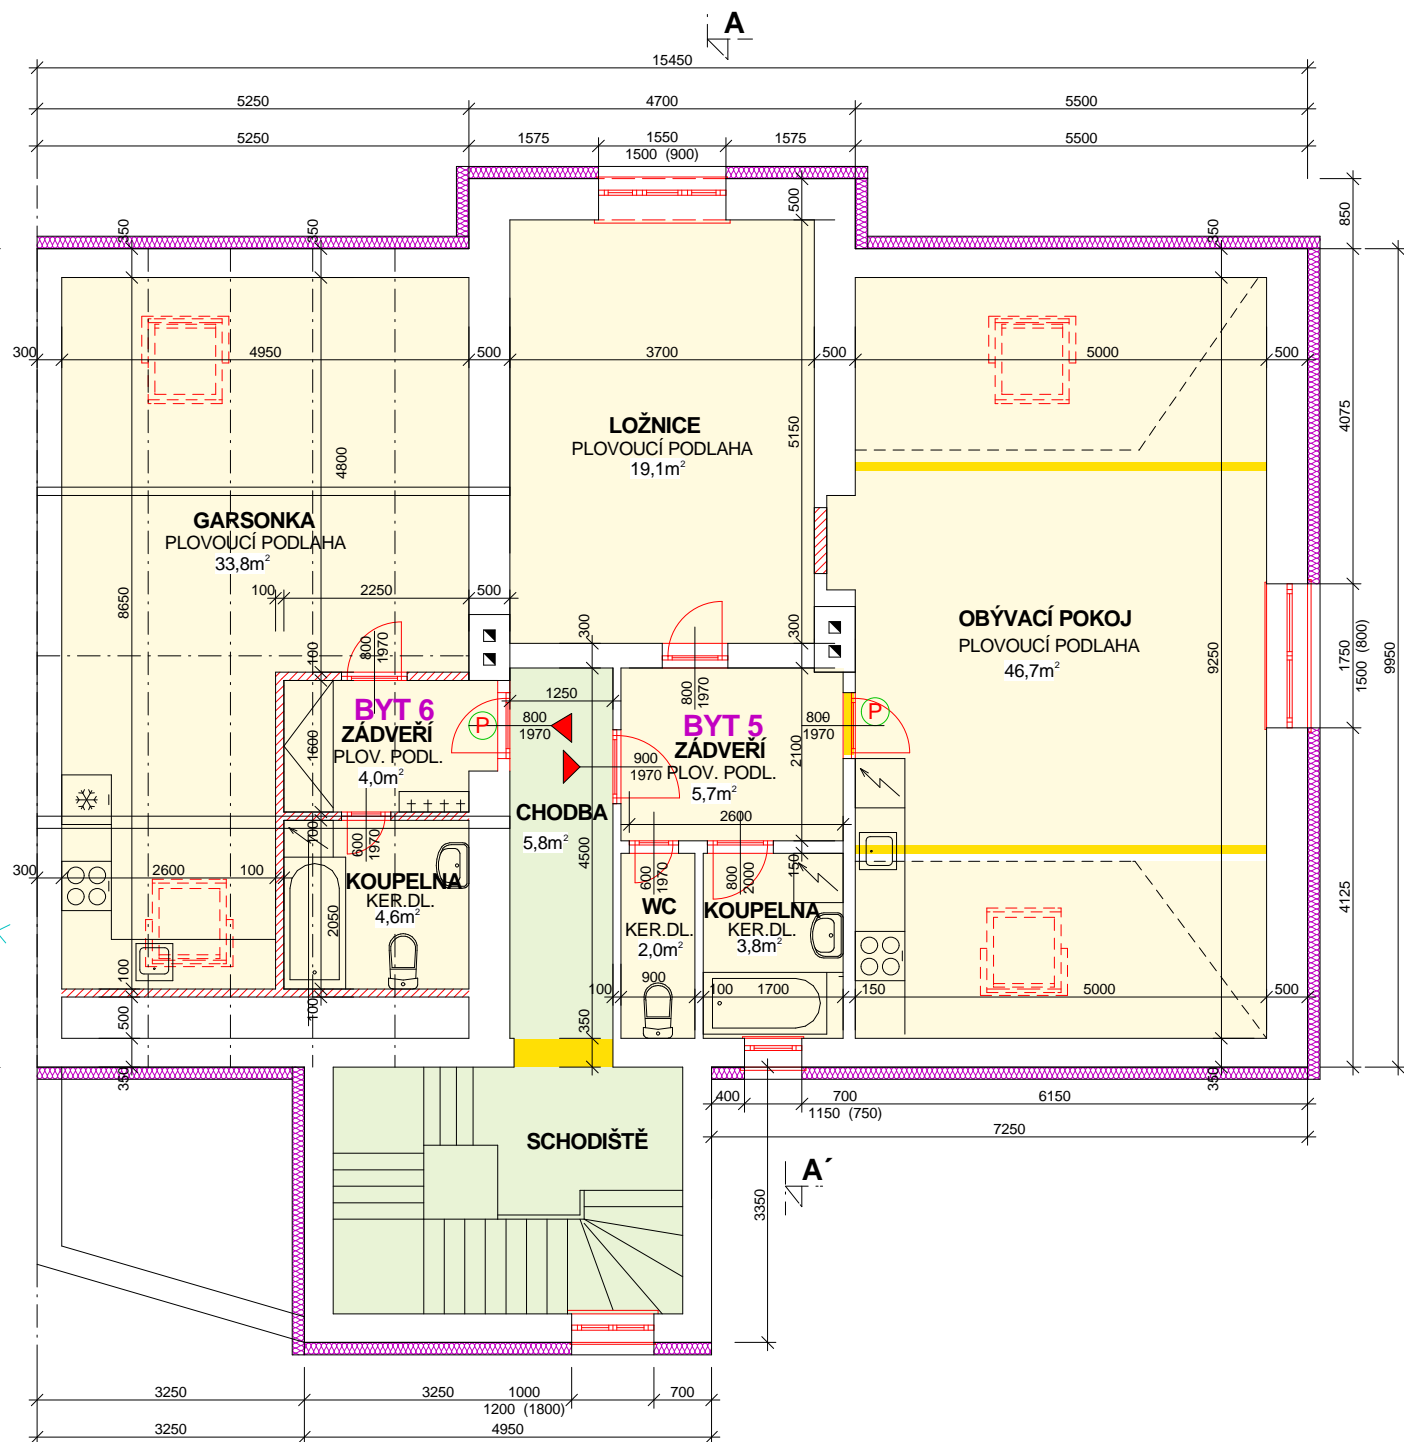 A
15450
5250
4700
5500
5250
1575
1550
1575
5500
1500 (900)
500
850
350
350
350
300
4950
500
3700
500
5000
500
4075
LOŽNICE
PLOVOUCÍ PODLAHA
19,1m²
5150
4800
GARSONKA
PLOVOUCÍ PODLAHA
33,8m²
100
2250
500
8650
300
300
OBÝVACÍ POKOJ
PLOVOUCÍ PODLAHA
46,7m²
9250
1750
1500 (800)
9950
100
800
1970
1250
800
1970
BYT 6
ZÁDVEŘÍ
PLOV. PODL.
4,0m²
1600
P
800
1970
BYT 5
ZÁDVEŘÍ
PLOV. PODL.
5,7m²
900
1970
2100
800
1970
P
CHODBA
5,8m²
4500
2600
100
600
1970
300
2600
100
KOUPELNA
KER.DL.
4,6m²
2050
600
1970
800
2000
150
WC
KER.DL.
2,0m²
KOUPELNA
KER.DL.
3,8m²
4125
100
900
100
100
1700
150
5000
500
100
500
350
350
350
400
700
6150
1150 (750)
7250
SCHODIŠTĚ
A´
3350
3250
3250
1000
700
1200 (1800)
3250
4950